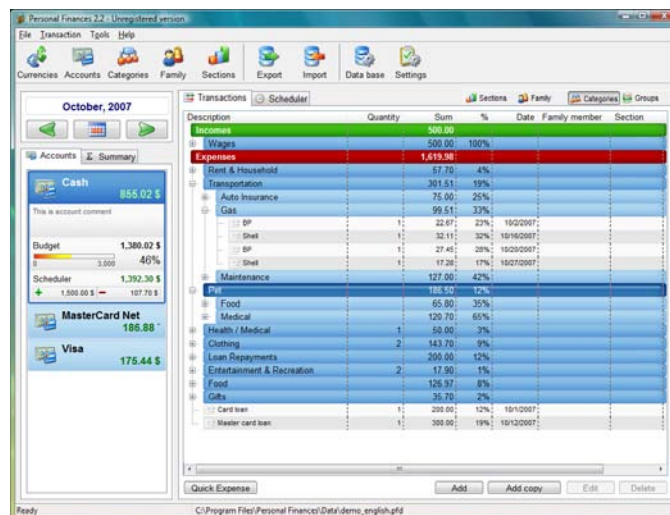 Personal Finances 2.2 - Unregistered version
File Transaction Tools Help
Currencies Accounts Categories Family Sections Export Import Data base Settings
October, 2007
Transactions Scheduler Sections Family Categories Groups
Accounts Σ Summary
Cash
855.02 $
This is account comment
Budget 1,380.02 $
0 3,000 46%
Scheduler 1,392.30 $
+ 1,500.00 $ − 107.70 $
MasterCard Net
186.88
Visa
175.44 $
Description Quantity Sum % Date Family member Section
Incomes 500.00
Wages 500.00 100%
Expenses 1,619.98
Rent & Household 57.70 4%
Transportation 301.51 19%
Auto Insurance 75.00 25%
Gas 99.51 33%
BP 1 22.67 23% 10/2/2007
Shell 1 32.11 32% 10/16/2007
BP 1 27.45 28% 10/20/2007
Shell 1 17.28 17% 10/27/2007
Maintenance 127.00 42%
Pet 186.50 12%
Food 65.80 35%
Medical 120.70 65%
Health / Medical 1 50.00 3%
Clothing 2 143.70 9%
Loan Repayments 200.00 12%
Entertainment & Recreation 2 17.90 1%
Food 126.97 8%
Gifts 35.70 2%
Card loan 1 200.00 12% 10/1/2007
Master card loan 1 300.00 19% 10/12/2007
Quick Expense Add Add copy Edit Delete
Ready C:\Program Files\Personal Finances\Data\demo_english.pfd